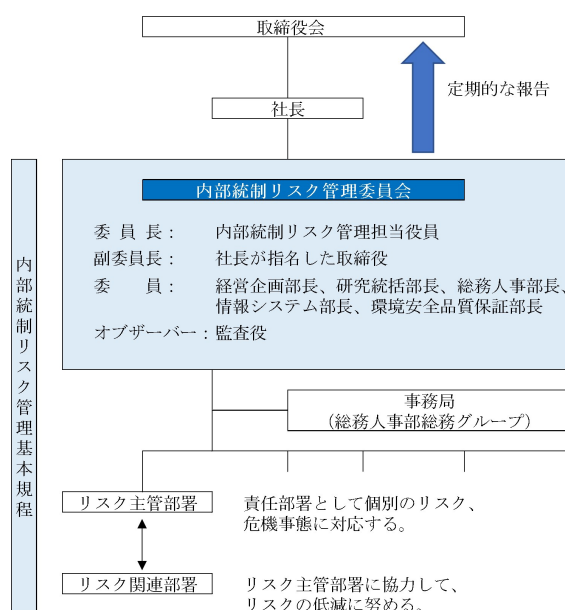 取締役会
定期的な報告
社長
内部統制リスク管理委員会
委員長： 内部統制リスク管理担当役員
副委員長： 社長が指名した取締役
委員： 経営企画部長、研究統括部長、総務人事部長、
情報システム部長、環境安全品質保証部長
オブザーバー：監査役
内部統制リスク管理基本規程
事務局
（総務人事部総務グループ）
リスク主管部署
責任部署として個別のリスク、
危機事態に対応する。
リスク関連部署
リスク主管部署に協力して、
リスクの低減に努める。